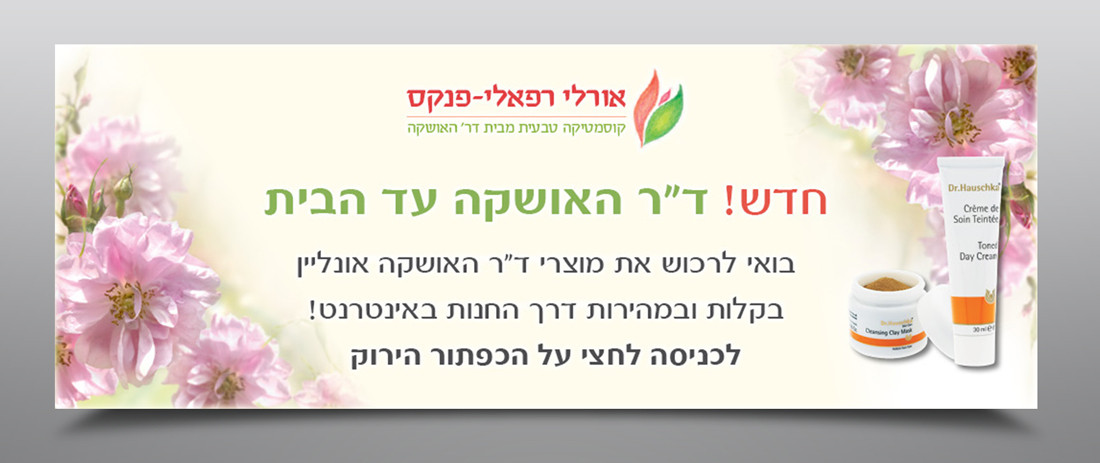 אורלי רפאלי-פנקס
קוסמטיקה טבעית מבית דר' האושקה
חדש! ד"ר האושקה עד הבית
בואי לרכוש את מוצרי ד"ר האושקה אונליין
בקלות ובמהירות דרך החנות באינטרנט!
לכניסה לחצי על הכפתור הירוק
Dr.Hauschka
Crème de
Soin Teintée
Toned
Day Cream
30 ml e
Dr.Hauschka
Cleansing Clay Mask